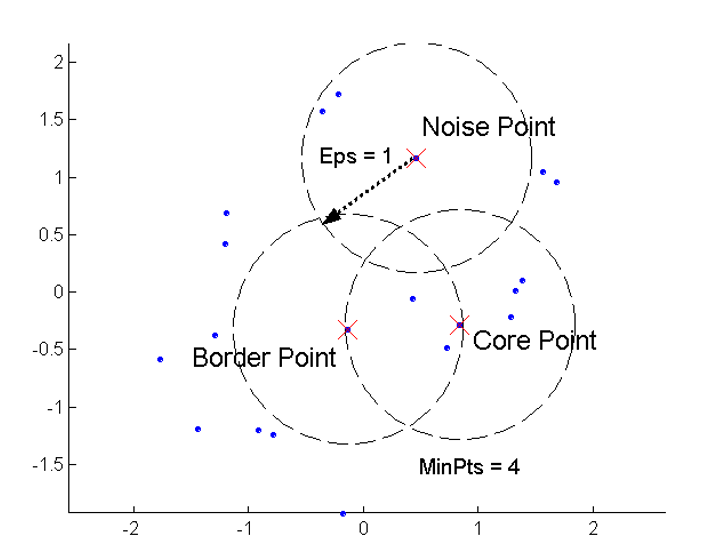 2
Noise Point
1.5
Eps = 1
1
0.5
0
Core Point
-0.5
Border Point
-1
MinPts = 4
-1.5
-2 -1 0 1 2